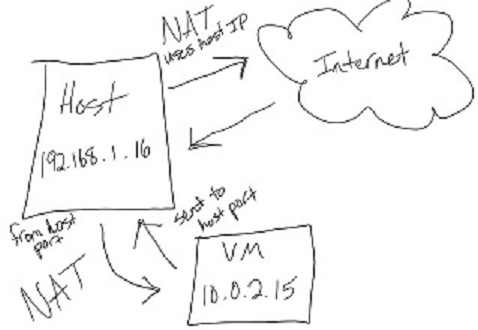 NAT
uses host IP
Internet
Host
192.168.1.16
from host
port
sent to
host port
NAT
VM
10.0.2.15